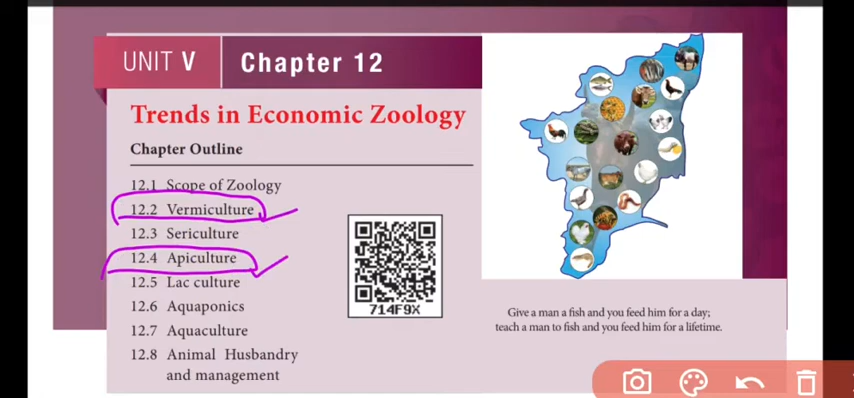 UNIT V
Chapter 12
Trends in Economic Zoology
Chapter Outline
12.1 Scope of Zoology
12.2 Vermiculture
12.3 Sericulture
12.4 Apiculture
12.5 Lac culture
12.6 Aquaponics
12.7 Aquaculture
12.8 Animal Husbandry
and management
714F9X
Give a man a fish and you feed him for a day;
teach a man to fish and you feed him for a lifetime.